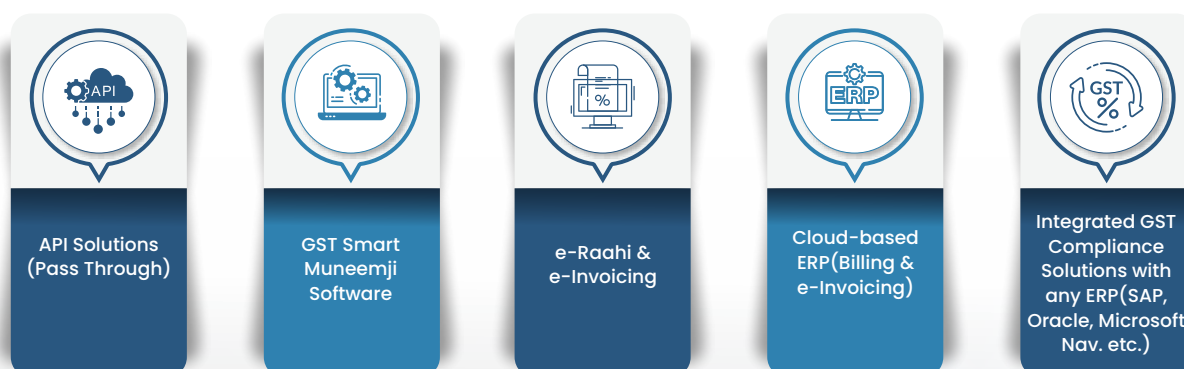 API
API Solutions
(Pass Through)
GST Smart
Muneemji
Software
%
e-Raahi &
e-Invoicing
ERP
Cloud-based
ERP(Billing &
e-Invoicing)
GST
%
Integrated GST
Compliance
Solutions with
any ERP(SAP,
Oracle, Microsoft
Nav. etc.)